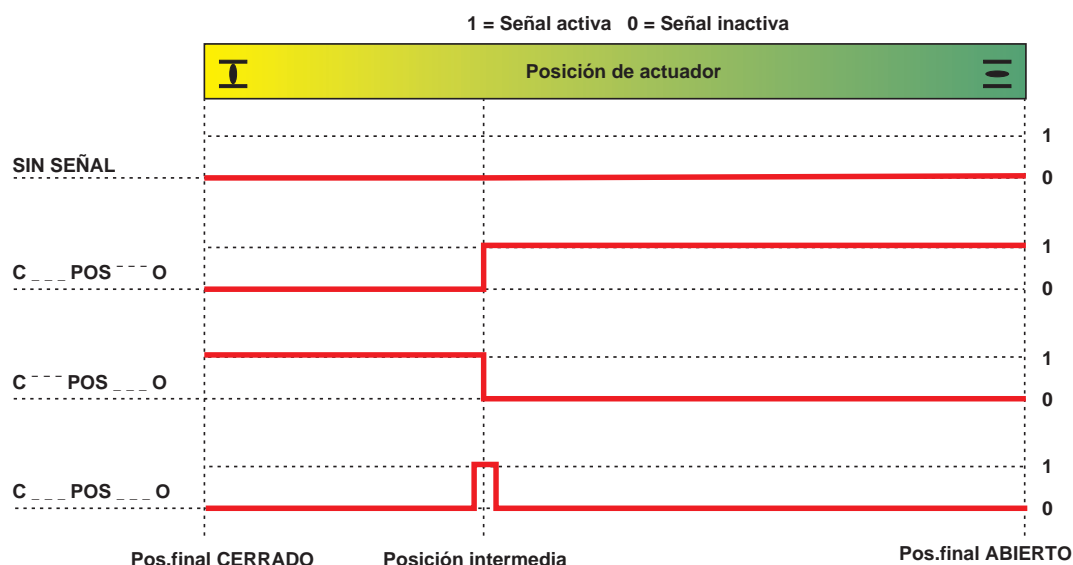 1 = Señal activa   0 = Señal inactiva
Posición de actuador
1
SIN SEÑAL
0
1
C _ _ _ POS ¯ ¯ ¯ O
0
1
C ¯ ¯ ¯ POS _ _ _ O
0
1
C _ _ _ POS _ _ _ O
0
Pos.final CERRADO   Posición intermedia   Pos.final ABIERTO